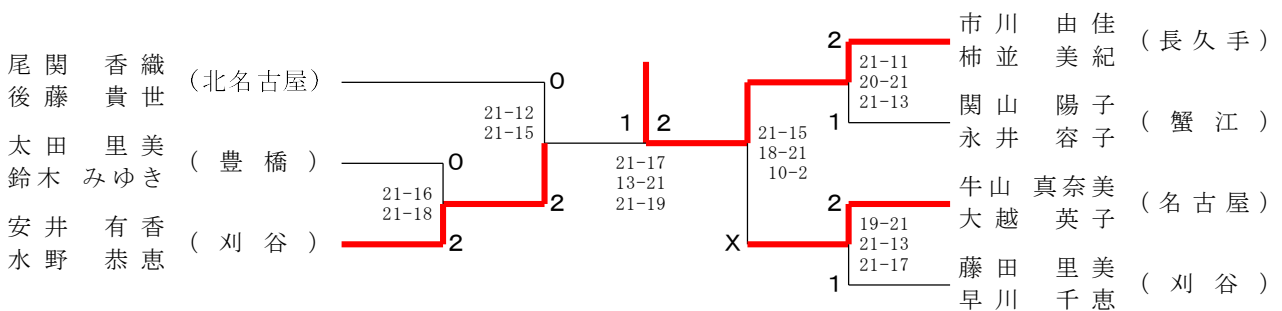 尾関 香織
後藤 貴世
(北名古屋)
0
太田 里美
鈴木 みゆき
(豊橋)
0
安井 有香
水野 恭恵
(刈谷)
2
21-16
21-18
21-12
21-15
2
1
2
21-17
13-21
21-19
市川 由佳
柿並 美紀
(長久手)
2
21-11
20-21
21-13
関山 陽子
永井 容子
(蟹江)
1
21-15
18-21
10-2
牛山 真奈美
大越 英子
(名古屋)
2
X
19-21
21-13
21-17
藤田 里美
早川 千恵
(刈谷)
1